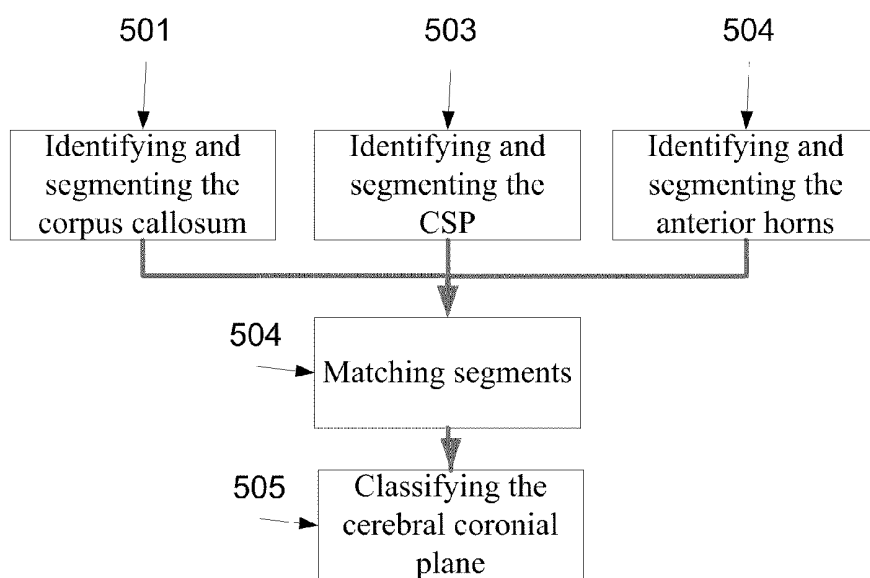 501
503
504
Identifying and
segmenting the
corpus callosum
Identifying and
segmenting the
CSP
Identifying and
segmenting the
anterior horns
504
Matching segments
505
Classifying the
cerebral coronial
plane